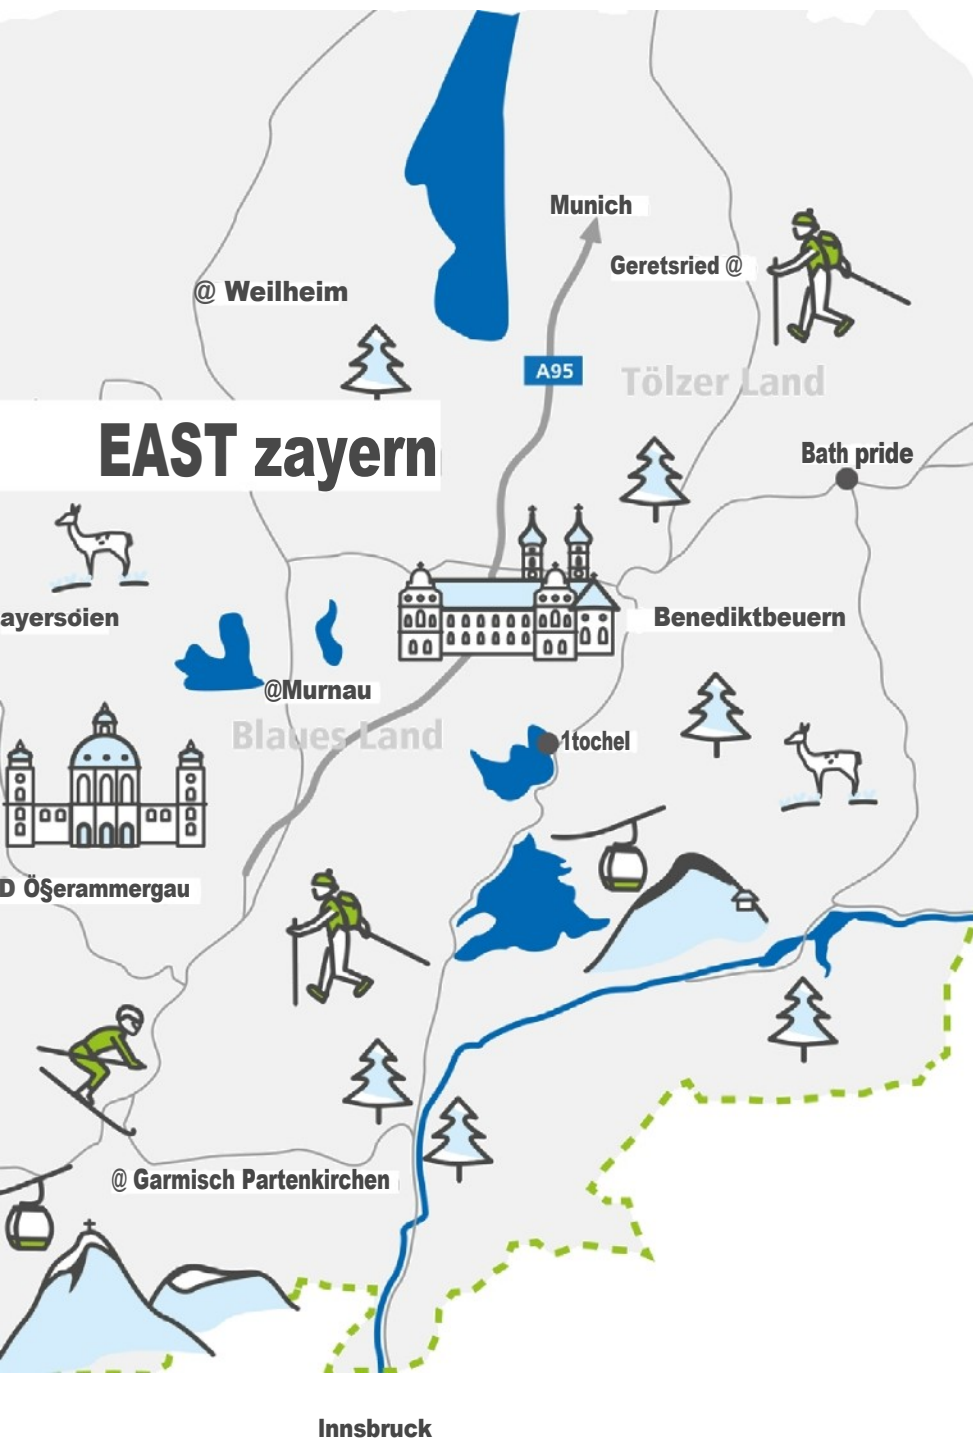 Munich
Geretsried @
@ Weilheim
A95
Tölzer Land
EAST zayern
Bath pride
ayersöien
Benediktbeuern
@Murnau
Blaues Land
1tochel
D Ö§erammergau
@ Garmisch Partenkirchen
Innsbruck